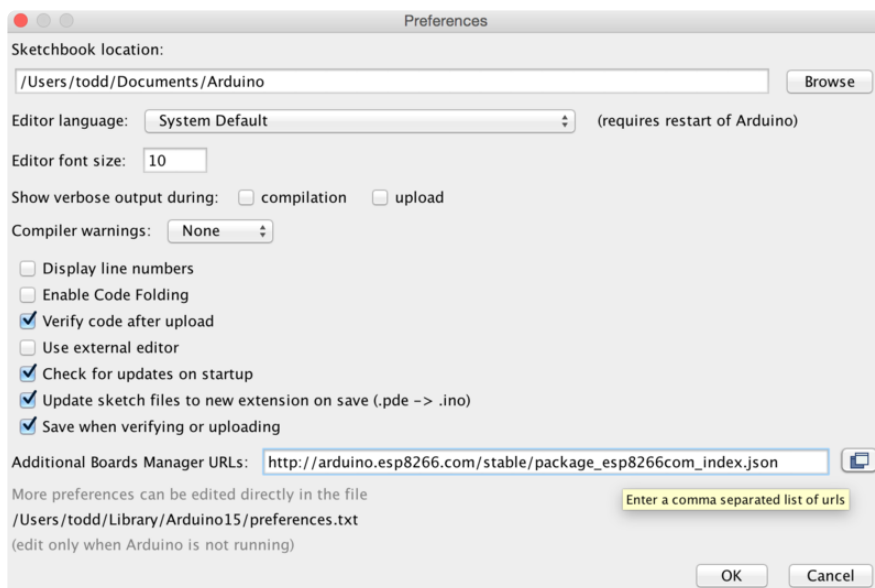 Preferences
Sketchbook location:
/Users/todd/Documents/Arduino Browse
Editor language: System Default (requires restart of Arduino)
Editor font size: 10
Show verbose output during: compilation upload
Compiler warnings: None
Display line numbers
Enable Code Folding
Verify code after upload
Use external editor
Check for updates on startup
Update sketch files to new extension on save (.pde -> .ino)
Save when verifying or uploading
Additional Boards Manager URLs: http://arduino.esp8266.com/stable/package_esp8266com_index.json
More preferences can be edited directly in the file
Enter a comma separated list of urls
/Users/todd/Library/Arduino15/preferences.txt
(edit only when Arduino is not running)
OK Cancel